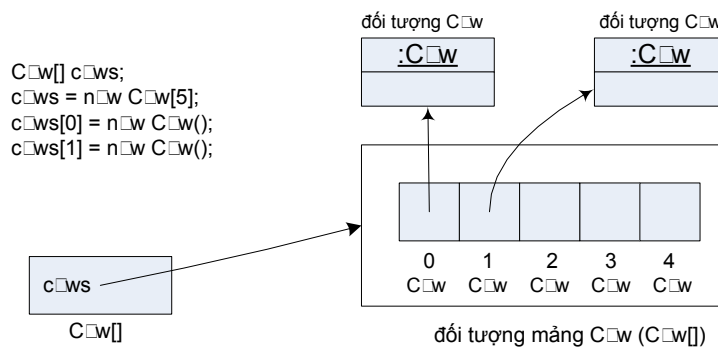 đối tượng C□w
đối tượng C□w
:C□w
:C□w
C□w[] c□ws;
c□ws = n□w C□w[5];
c□ws[0] = n□w C□w();
c□ws[1] = n□w C□w();
0 1 2 3 4
C□w C□w C□w C□w C□w
c□ws
C□w[]
đối tượng mảng C□w (C□w[])